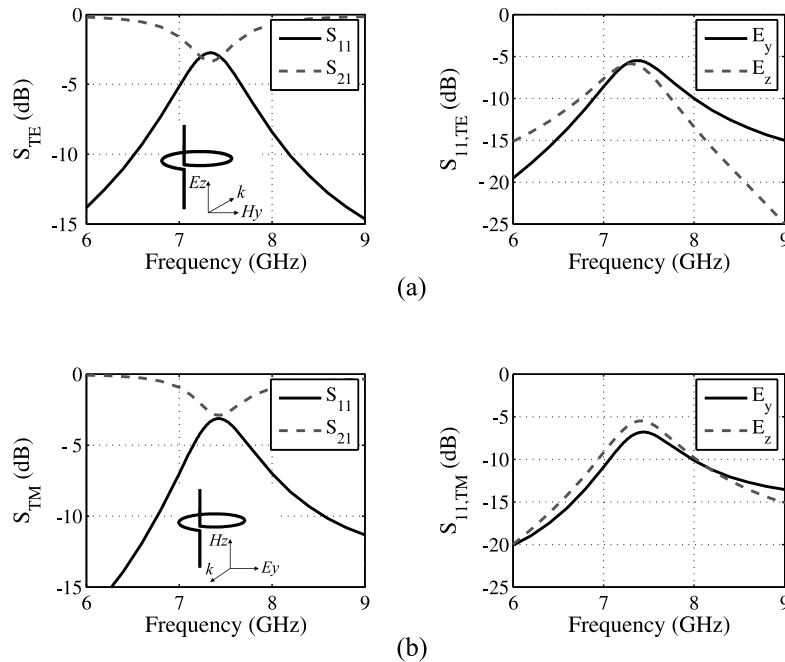 S_TE (dB)
0
-5
-10
-15
6 7 8 9
Frequency (GHz)
S_11
S_21
Ez
k
Hy
S_11,TE (dB)
0
-5
-10
-15
-20
-25
6 7 8 9
Frequency (GHz)
E_y
E_z
(a)
S_TM (dB)
0
-5
-10
-15
6 7 8 9
Frequency (GHz)
S_11
S_21
Hz
k
Ey
S_11,TM (dB)
0
-5
-10
-15
-20
-25
6 7 8 9
Frequency (GHz)
E_y
E_z
(b)